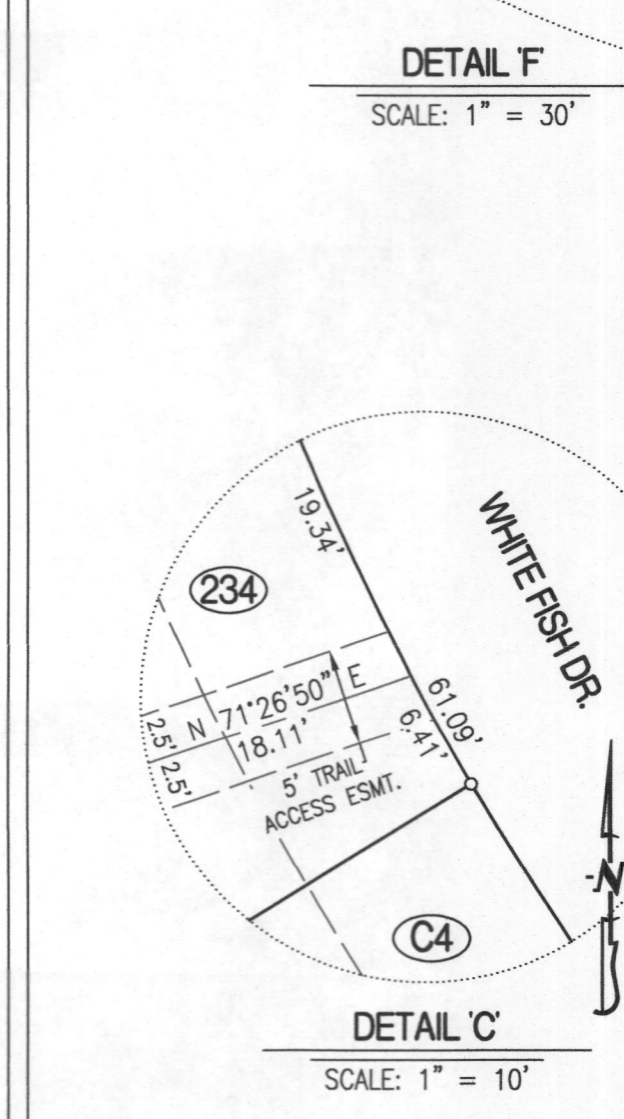 DETAIL 'F'
SCALE: 1" = 30'
19.34'
WHITE FISH DR.
234
N 71°26'50" E
18.11'
2.5'
2.5'
61.09'
6.41'
5' TRAIL
ACCESS ESMT.
N
C4
DETAIL 'C'
SCALE: 1" = 10'